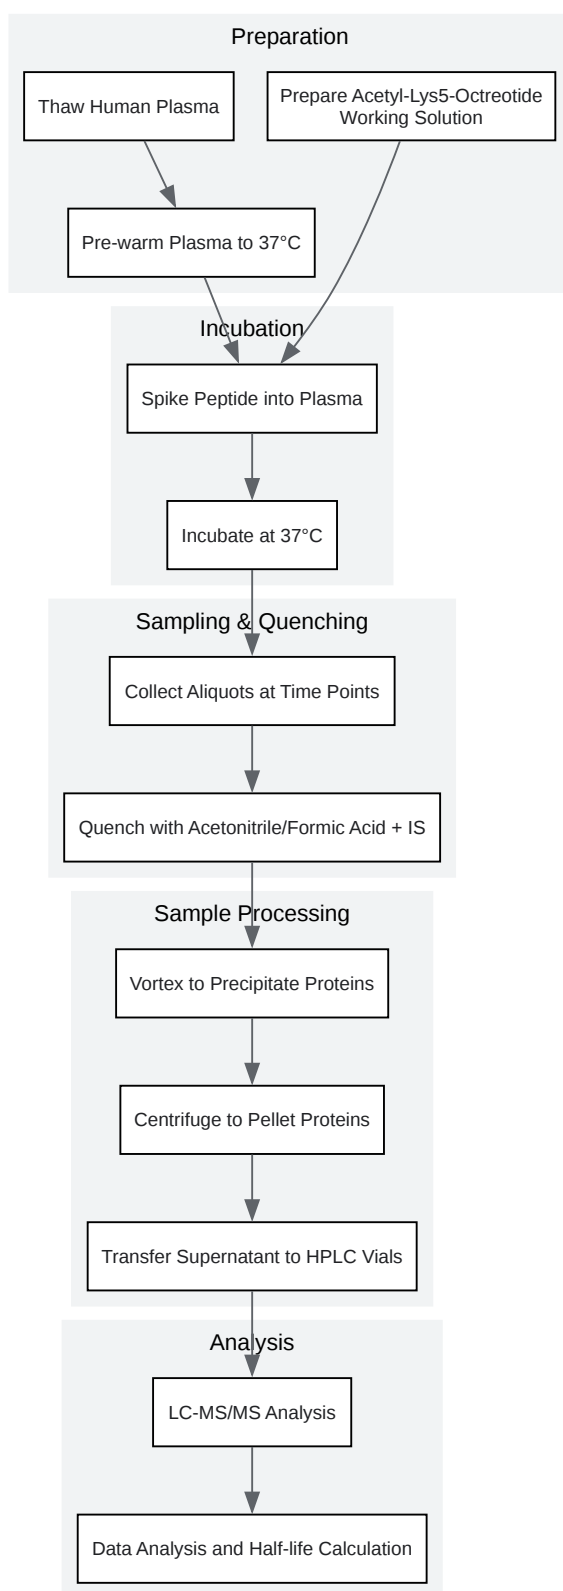 Preparation
Thaw Human Plasma
Prepare Acetyl-Lys5-Octreotide
Working Solution
Pre-warm Plasma to 37°C
Incubation
Spike Peptide into Plasma
Incubate at 37°C
Sampling & Quenching
Collect Aliquots at Time Points
Quench with Acetonitrile/Formic Acid + IS
Sample Processing
Vortex to Precipitate Proteins
Centrifuge to Pellet Proteins
Transfer Supernatant to HPLC Vials
Analysis
LC-MS/MS Analysis
Data Analysis and Half-life Calculation